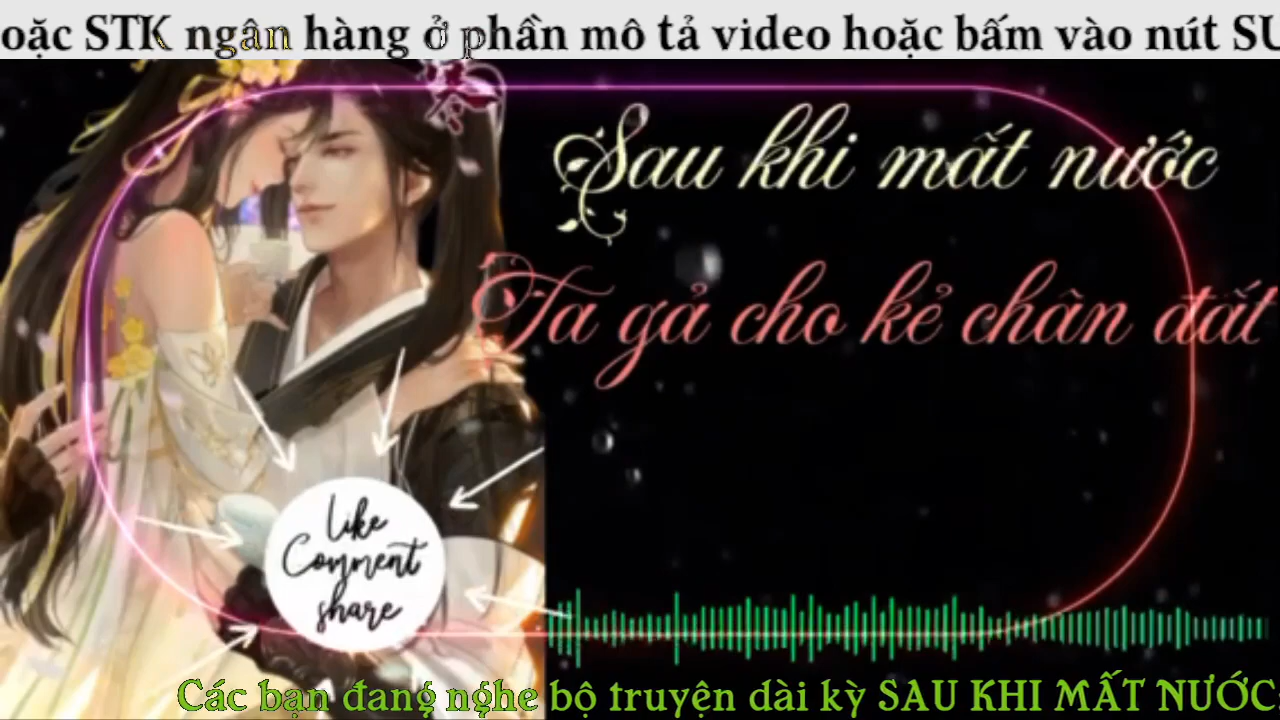 oặc STK ngân hàng ở phần mô tả video hoặc bấm vào nút SU
Sau khi mất nước
Ta gả cho kẻ chân đất
like
Comment
share
Các bạn đang nghe bộ truyện dài kỳ SAU KHI MẤT NƯỚC